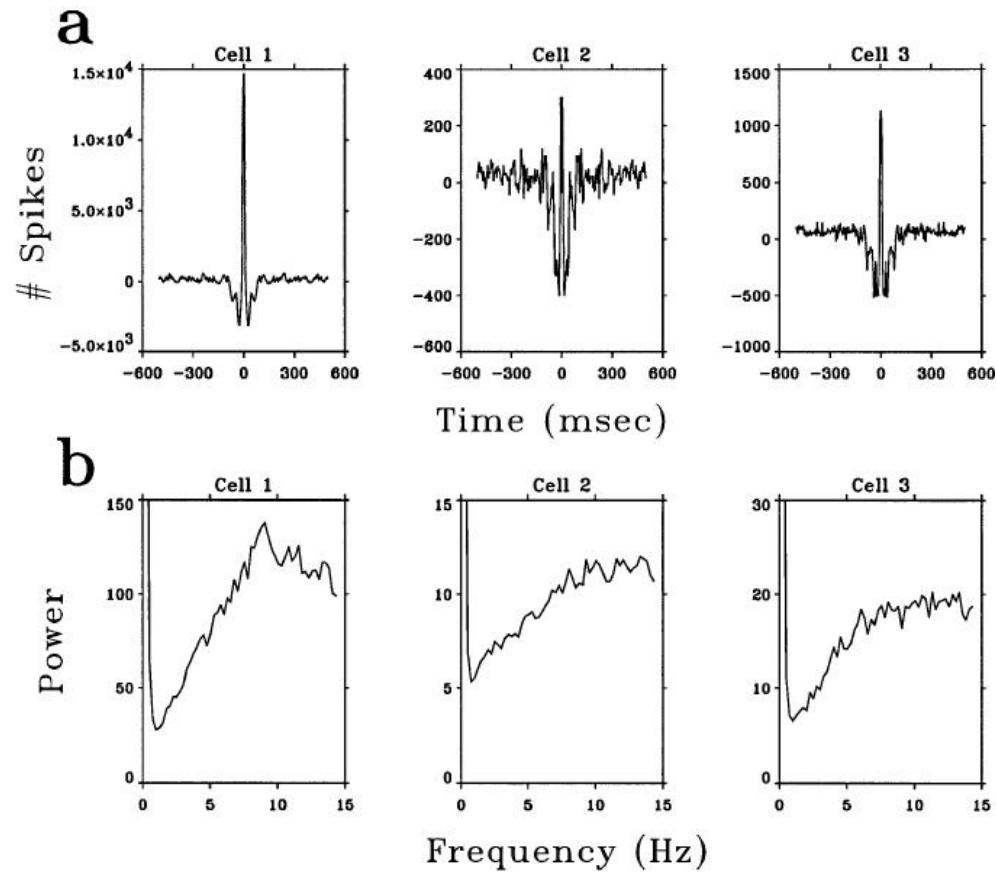 a
Cell 1 Cell 2 Cell 3
# Spikes
1.5×10⁴
1.0×10⁴
5.0×10³
0
−5.0×10³
400
200
0
−200
−400
−600
1500
1000
500
0
−500
−1000
−600 −300 0 300 600 −600 −300 0 300 600 −600 −300 0 300 600
Time (msec)
b
Cell 1 Cell 2 Cell 3
Power
150
100
50
0
15
10
5
0
30
20
10
0
0 5 10 15 0 5 10 15 0 5 10 15
Frequency (Hz)